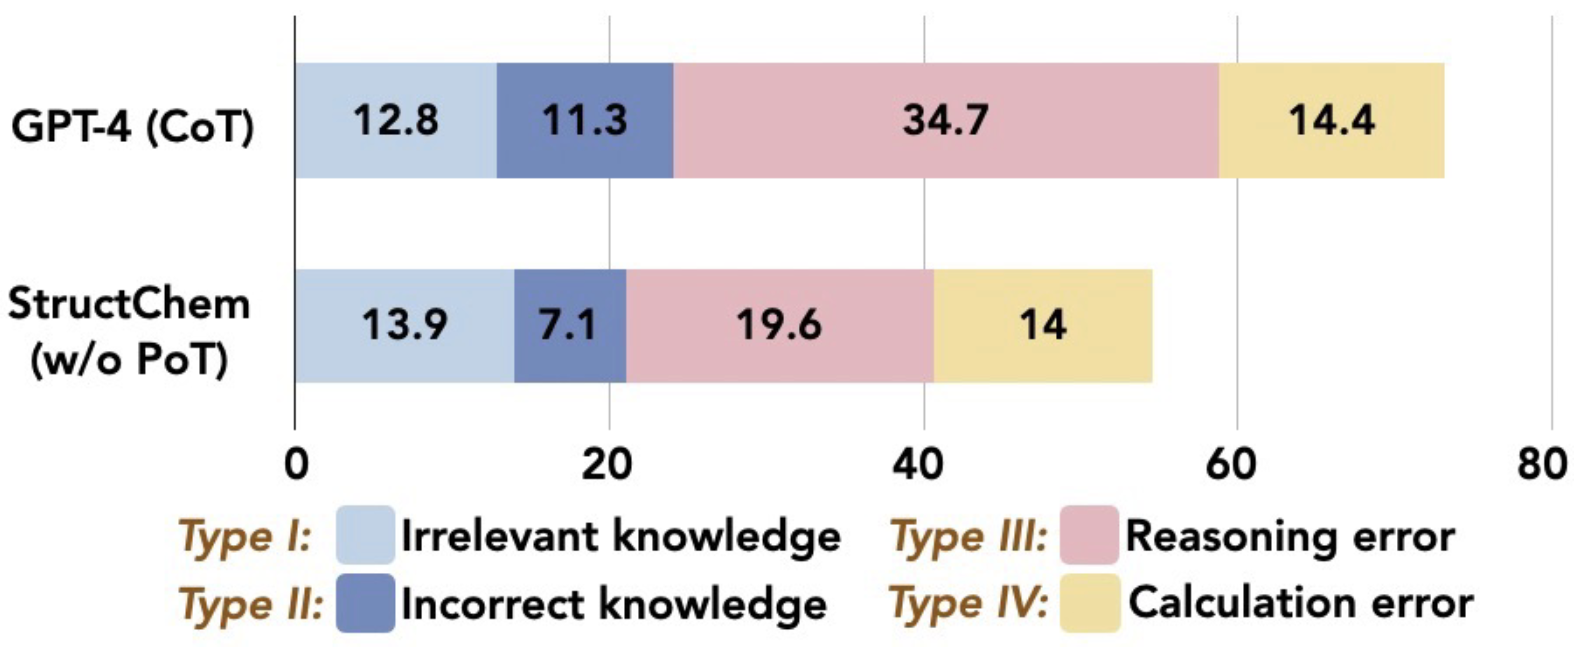 GPT-4 (CoT)
12.8 11.3 34.7 14.4
StructChem
(w/o PoT)
13.9 7.1 19.6 14
0 20 40 60 80
Type I: Irrelevant knowledge Type III: Reasoning error
Type II: Incorrect knowledge Type IV: Calculation error